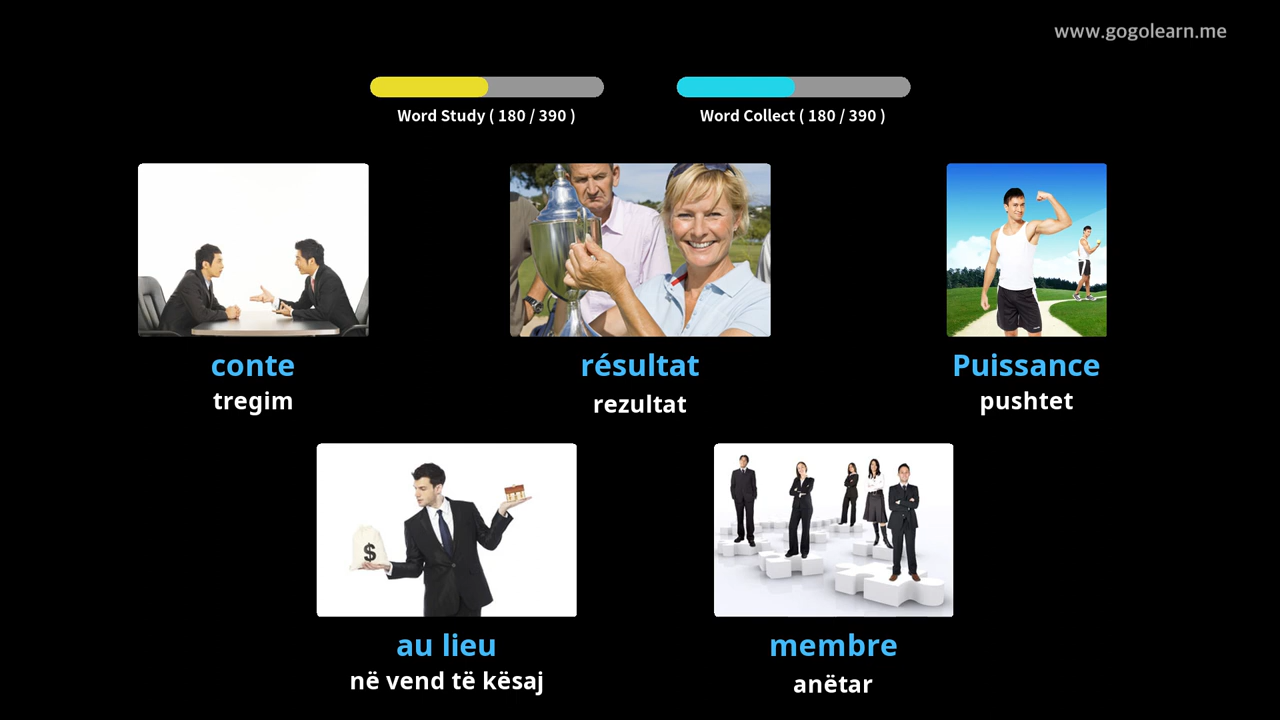 www.gogolearn.me
Word Study ( 180 / 390 )
Word Collect ( 180 / 390 )
conte
tregim
résultat
rezultat
Puissance
pushtet
$
au lieu
në vend të kësaj
membre
anëtar